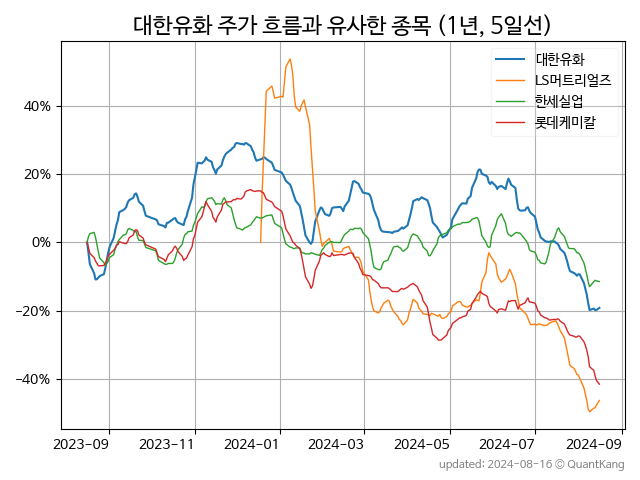 대한유화 주가 흐름과 유사한 종목 (1년, 5일선)
대한유화
LS머트리얼즈
한세실업
롯데케미칼
40%
20%
0%
−20%
−40%
2023-09 2023-11 2024-01 2024-03 2024-05 2024-07 2024-09
updated: 2024-08-16 © QuantKang